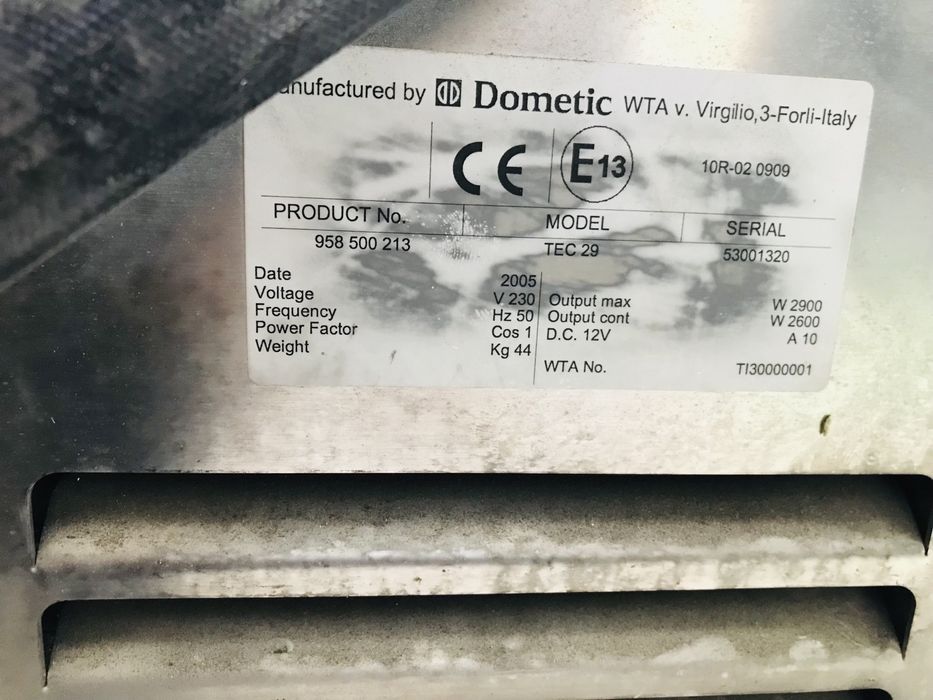 anufactured by Dometic WTA v. Virgilio,3-Forli-Italy
CE E13 10R-02 0909
PRODUCT No. MODEL SERIAL
958 500 213 TEC 29 53001320
Date 2005
Voltage V 230 Output max W 2900
Frequency Hz 50 Output cont W 2600
Power Factor Cos 1 D.C. 12V A 10
Weight Kg 44 WTA No. TI30000001